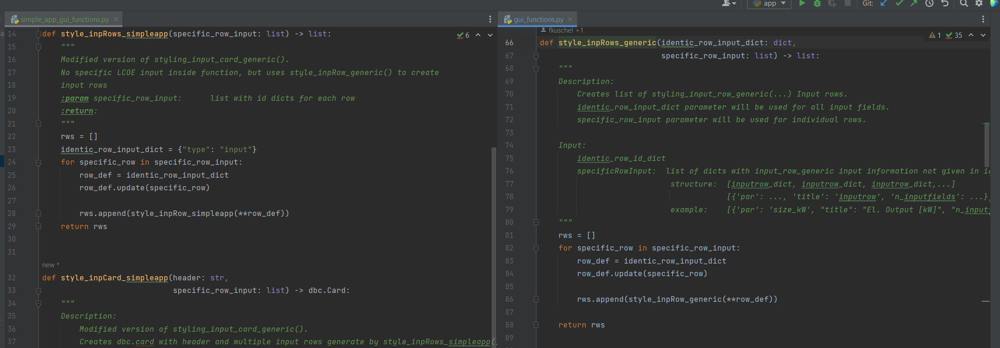 app
Git:
simple_app_gui_functions.py
14 def style_inpRows_simpleapp(specific_row_input: list) -> list:
6
15 """
16 Modified version of styling_input_card_generic().
17 No specific LCOE input inside function, but uses style_inpRow_generic() to create
18 input rows
19 :param specific_row_input: list with id dicts for each row
20 :return:
21 """
22 rws = []
23 identic_row_input_dict = {"type": "input"}
24 for specific_row in specific_row_input:
25 row_def = identic_row_input_dict
26 row_def.update(specific_row)
27
28 rws.append(style_inpRow_simpleapp(**row_def))
29 return rws
30
31
new *
32 def style_inpCard_simpleapp(header: str,
33 specific_row_input: list) -> dbc.Card:
34 """
35 Description:
36 Modified version of styling_input_card_generic().
37 Creates dbc.card with header and multiple input rows generate by style_inpRows_simpleapp(
gui_functions.py
fkuschel +1
1 35
66 def style_inpRows_generic(identic_row_input_dict: dict,
67 specific_row_input: list) -> list:
68 """
69 Description:
70 Creates list of styling_input_row_generic(...) Input rows.
71 identic_row_input_dict parameter will be used for all input fields.
72 specific_row_input parameter will be used for individual rows.
73
74 Input:
75 identic_row_id_dict
76 specificRowInput: list of dicts with input_row_generic input information not given in
77 structure: [inputrow_dict, inputrow_dict, inputrow_dict,...]
78 [{'par': ..., 'title': 'inputrow', 'n_inputfields': ...}
79 example: [{'par': 'size_kW', "title": "El. Output [kW]", "n_input
80 """
81 rws = []
82 for specific_row in specific_row_input:
83 row_def = identic_row_input_dict
84 row_def.update(specific_row)
85
86 rws.append(style_inpRow_generic(**row_def))
87
88 return rws
89